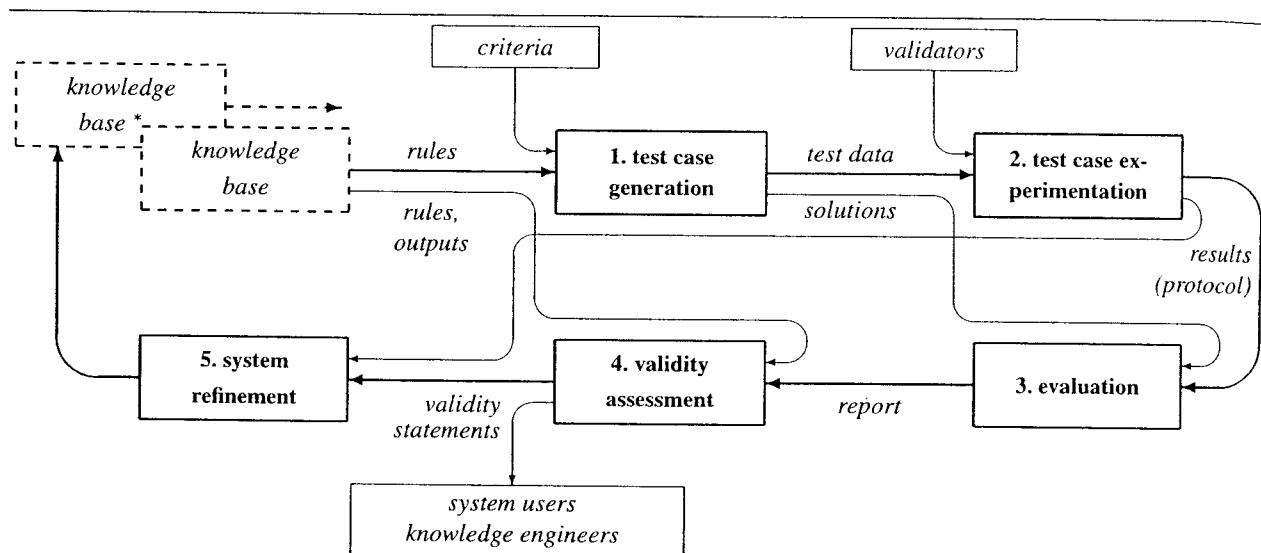 criteria
validators
knowledge
base *
knowledge
base
rules
rules,
outputs
1. test case
generation
test data
solutions
2. test case ex-
perimentation
results
(protocol)
5. system
refinement
validity
statements
4. validity
assessment
report
3. evaluation
system users
knowledge engineers